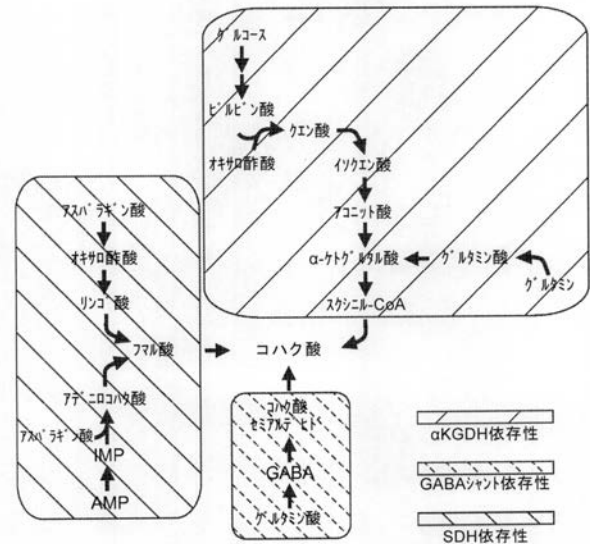 グルコース
ピルビン酸
クエン酸
オキサロ酢酸
イソクエン酸
アコニット酸
α-ケトグルタル酸
グルタミン酸
グルタミン
スクシニル-CoA
アスパラギン酸
オキサロ酢酸
リンゴ酸
フマル酸
コハク酸
アデニロコハク酸
アスパラギン酸
IMP
AMP
コハク酸
セミアルデヒド
GABA
グルタミン酸
αKGDH依存性
GABAシャント依存性
SDH依存性